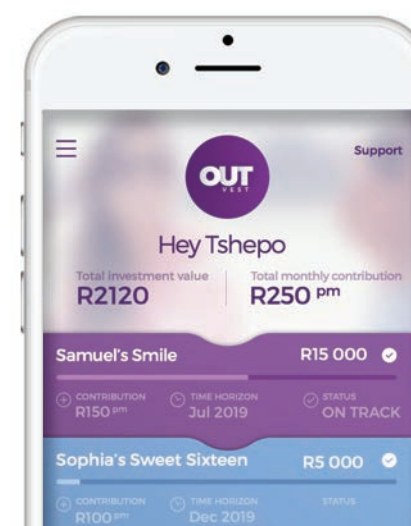 OUT
VEST
Support
Hey Tshepo
Total investment value
R2120
Total monthly contribution
R250 pm
Samuel's Smile R15 000
CONTRIBUTION TIME HORIZON STATUS
R150 pm Jul 2019 ON TRACK
Sophia's Sweet Sixteen R5 000
CONTRIBUTION TIME HORIZON STATUS
R100 pm Dec 2019